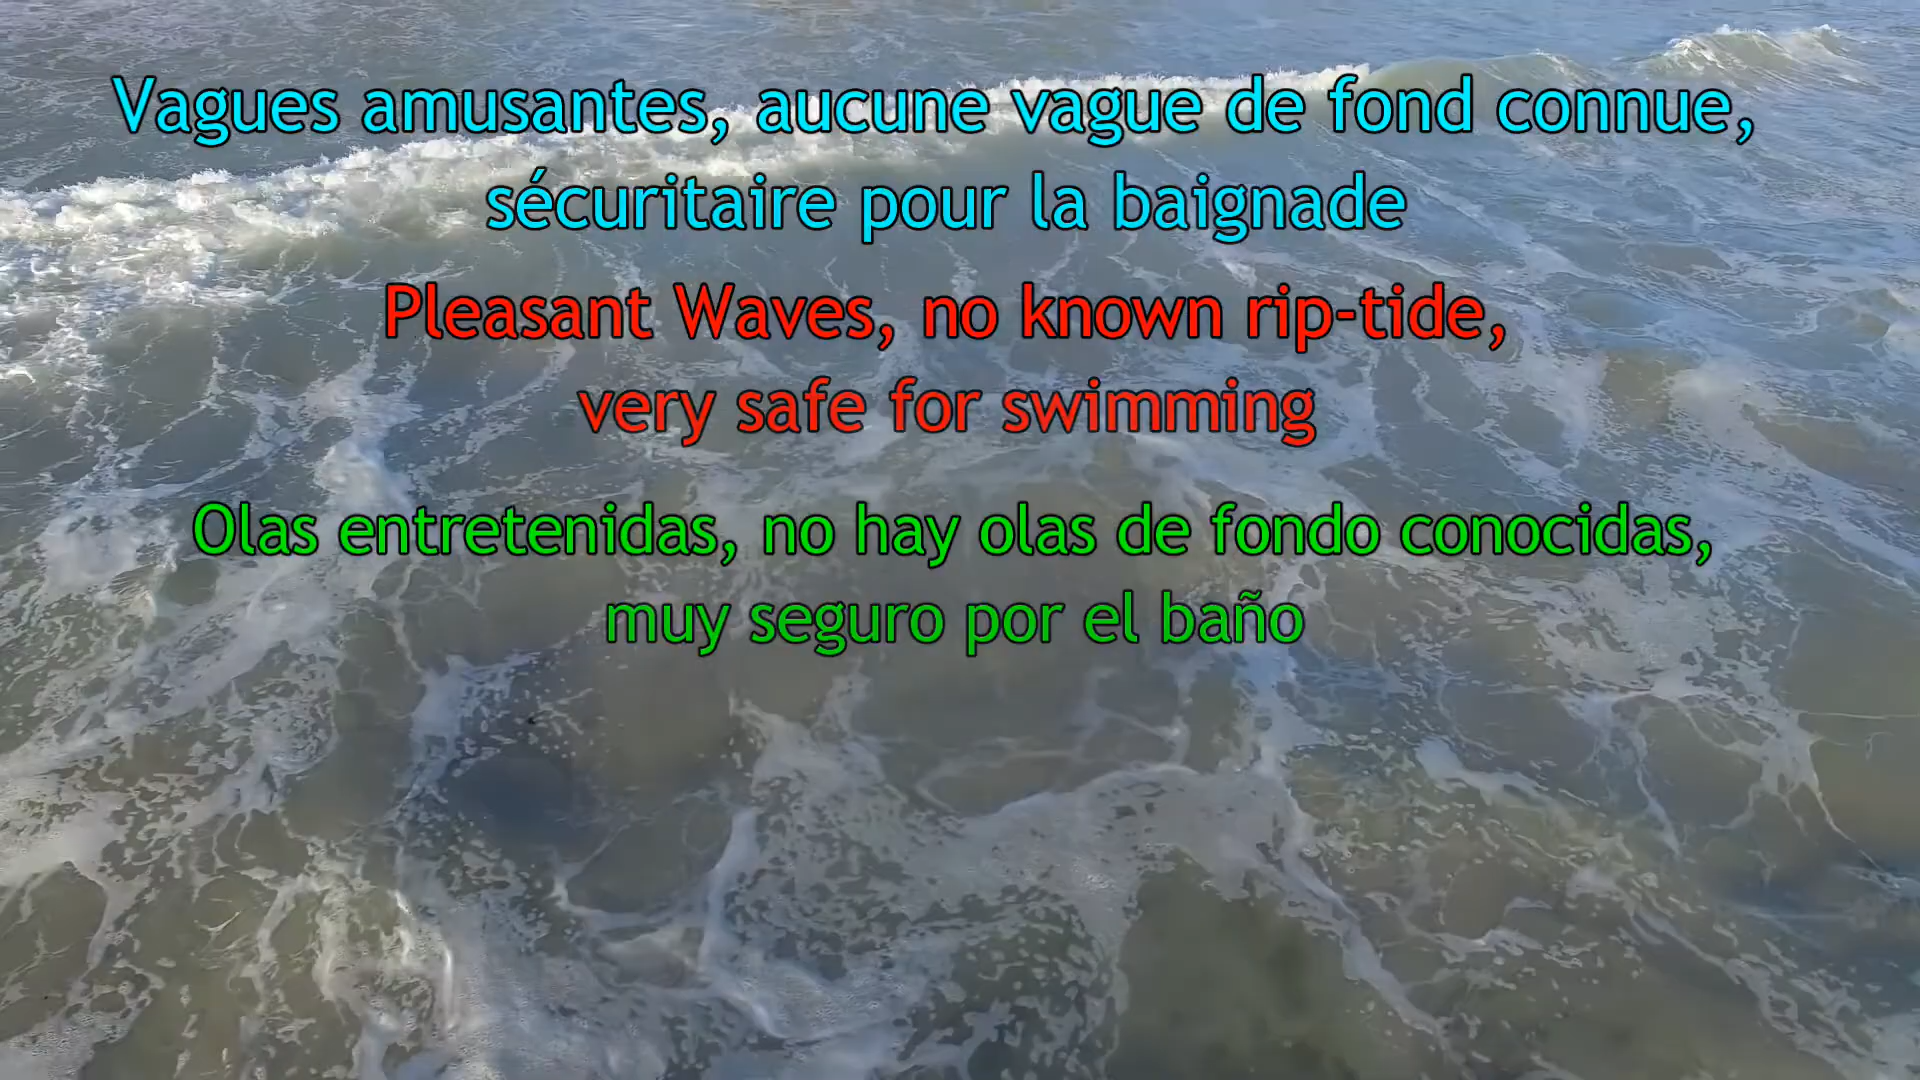 Vagues amusantes, aucune vague de fond connue,
sécuritaire pour la baignade
Pleasant Waves, no known rip-tide,
very safe for swimming
Olas entretenidas, no hay olas de fondo conocidas,
muy seguro por el baño